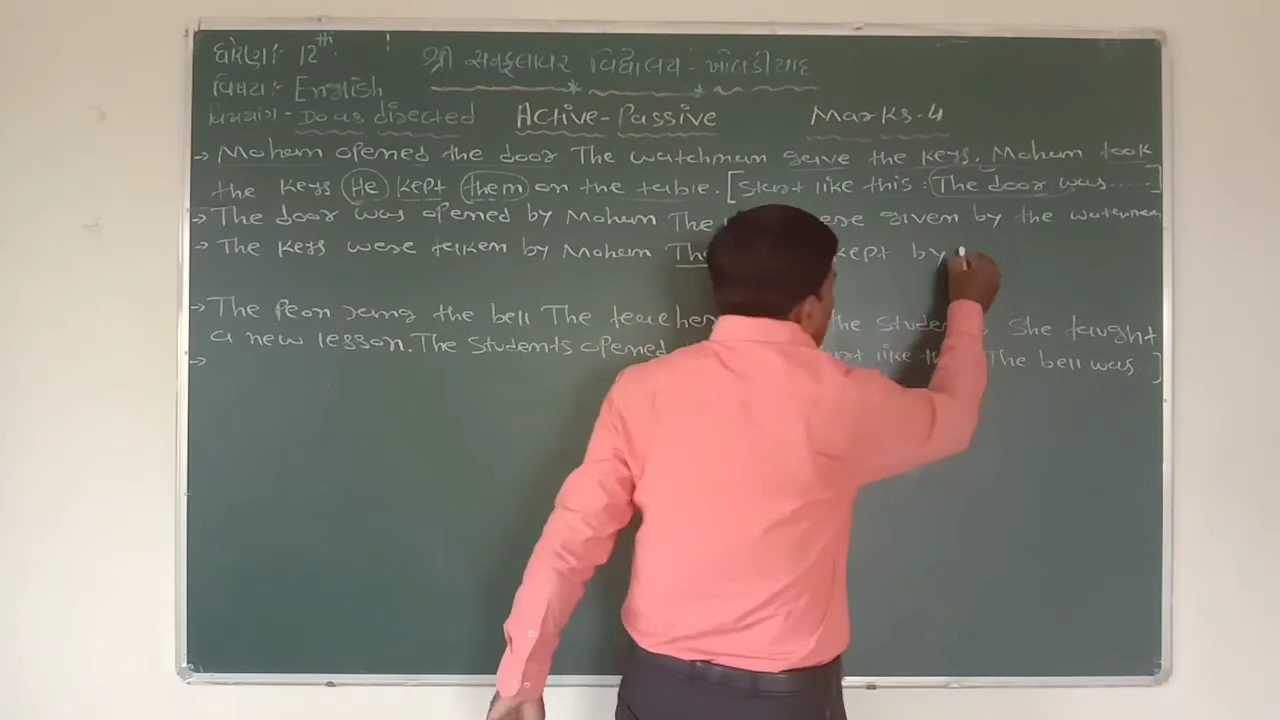 ધોરણ:- 12th
શ્રી સનફ્લાવર વિદ્યાલય - ખોલડીયાદ
વિષય:- English
વિભાગ - Do as directed Active-Passive Marks.4
→ Mohan opened the door The watchman gave the keys. Mohan took
the keys. He kept them on the table. [Start like this: The door was......]
→ The door was opened by Mohan The ere given by the watchman
→ The keys were taken by Mohan The kept by
→ The Peon rang the bell The teacher the students She taught
a new lesson. The Students opened like The bell was ]
→